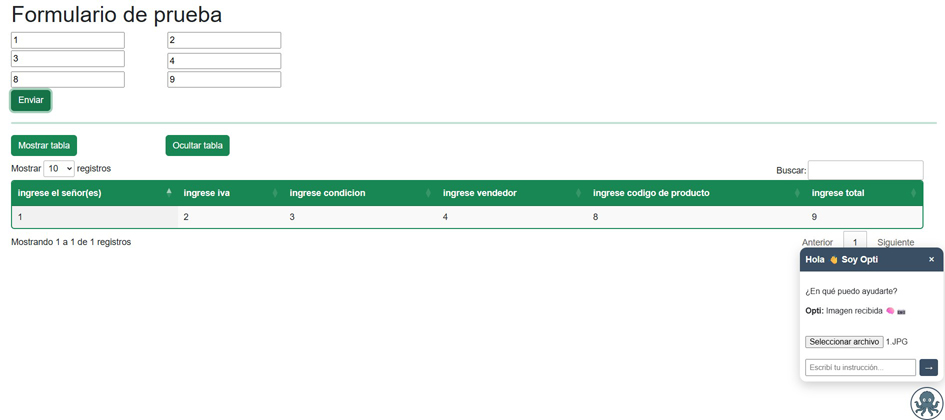 Formulario de prueba
1 2
3 4
8 9
Enviar
Mostrar tabla Ocultar tabla
Mostrar 10 registros Buscar:
ingrese el señor(es) ingrese iva ingrese condicion ingrese vendedor ingrese codigo de producto ingrese total
1 2 3 4 8 9
Mostrando 1 a 1 de 1 registros Anterior 1 Siguiente
Hola 👋 Soy Opti ×
¿En qué puedo ayudarte?
Opti: Imagen recibida 🧠 📷
Seleccionar archivo 1.JPG
Escribí tu instrucción... →